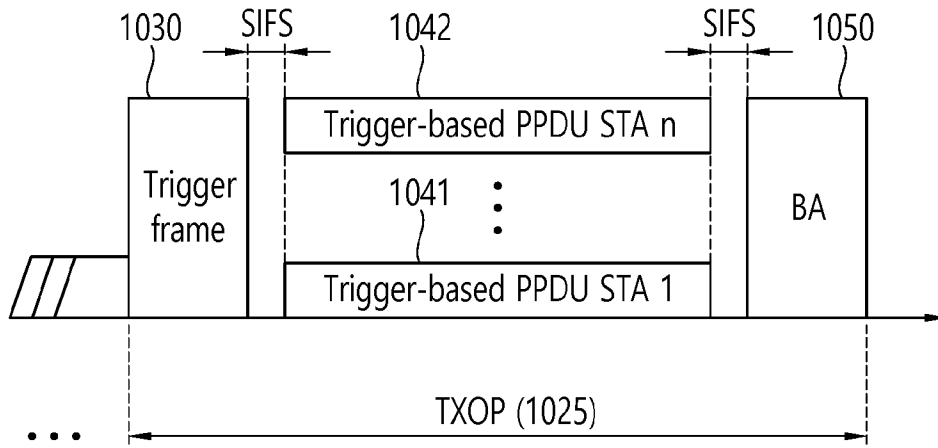 SIFS
SIFS
1030
1042
1050
Trigger-based PPDU STA n
Trigger
frame
1041
BA
Trigger-based PPDU STA 1
TXOP (1025)